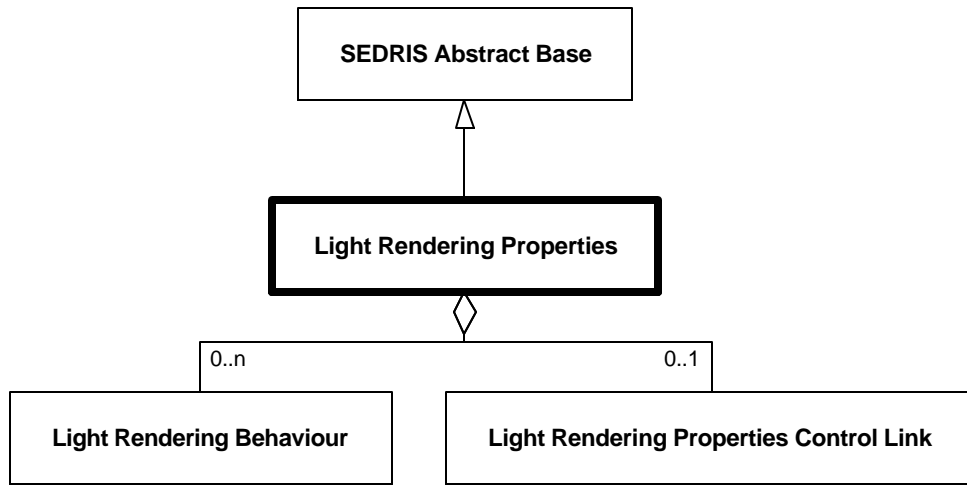 SEDRIS Abstract Base
Light Rendering Properties
0..n
0..1
Light Rendering Behaviour
Light Rendering Properties Control Link